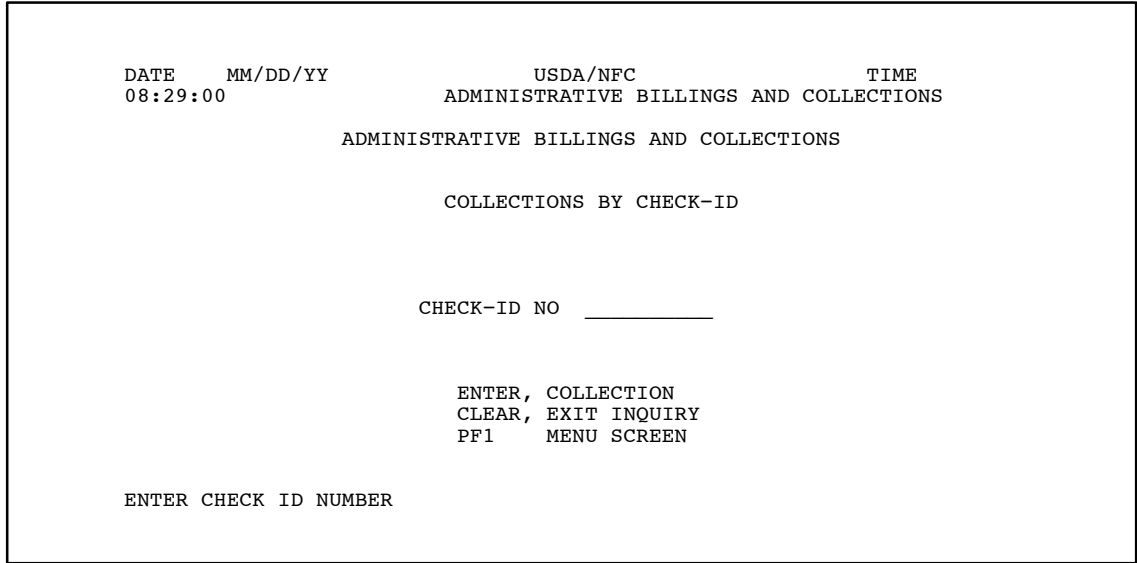 DATE MM/DD/YY USDA/NFC TIME
08:29:00 ADMINISTRATIVE BILLINGS AND COLLECTIONS
ADMINISTRATIVE BILLINGS AND COLLECTIONS
COLLECTIONS BY CHECK-ID
CHECK-ID NO __________
ENTER, COLLECTION
CLEAR, EXIT INQUIRY
PF1 MENU SCREEN
ENTER CHECK ID NUMBER